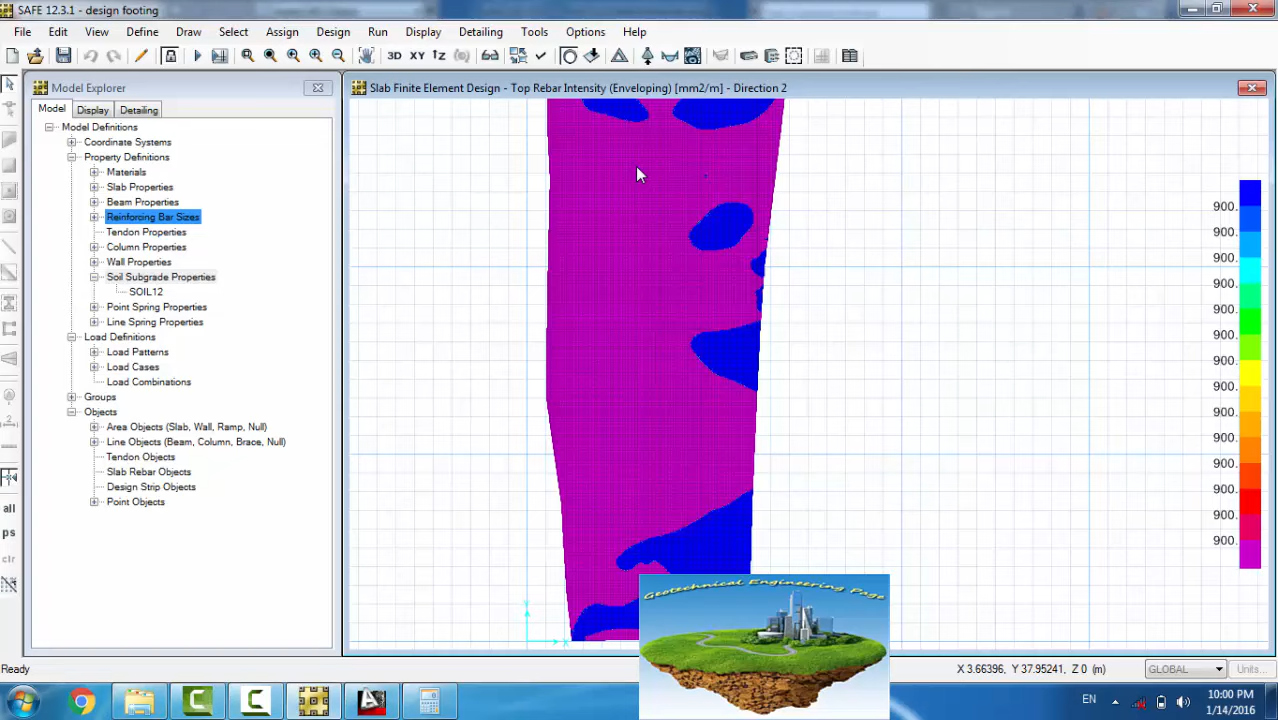 SAFE 12.3.1 - design footing
File Edit View Define Draw Select Assign Design Run Display Detailing Tools Options Help
3D XY
Model Explorer
Model Display Detailing
Model Definitions
Coordinate Systems
Property Definitions
Materials
Slab Properties
Beam Properties
Reinforcing Bar Sizes
Tendon Properties
Column Properties
Wall Properties
Soil Subgrade Properties
SOIL12
Point Spring Properties
Line Spring Properties
Load Definitions
Load Patterns
Load Cases
Load Combinations
Groups
Objects
Area Objects (Slab, Wall, Ramp, Null)
Line Objects (Beam, Column, Brace, Null)
Tendon Objects
Slab Rebar Objects
Design Strip Objects
Point Objects
all
ps
clr
Slab Finite Element Design - Top Rebar Intensity (Enveloping) [mm2/m] - Direction 2
900.
900.
900.
900.
900.
900.
900.
900.
900.
900.
900.
900.
900.
900.
Y
X
Geotechnical Engineering Page
Ready
X 3.66396, Y 37.95241, Z 0 (m)
GLOBAL
Units...
EN
10:00 PM
1/14/2016